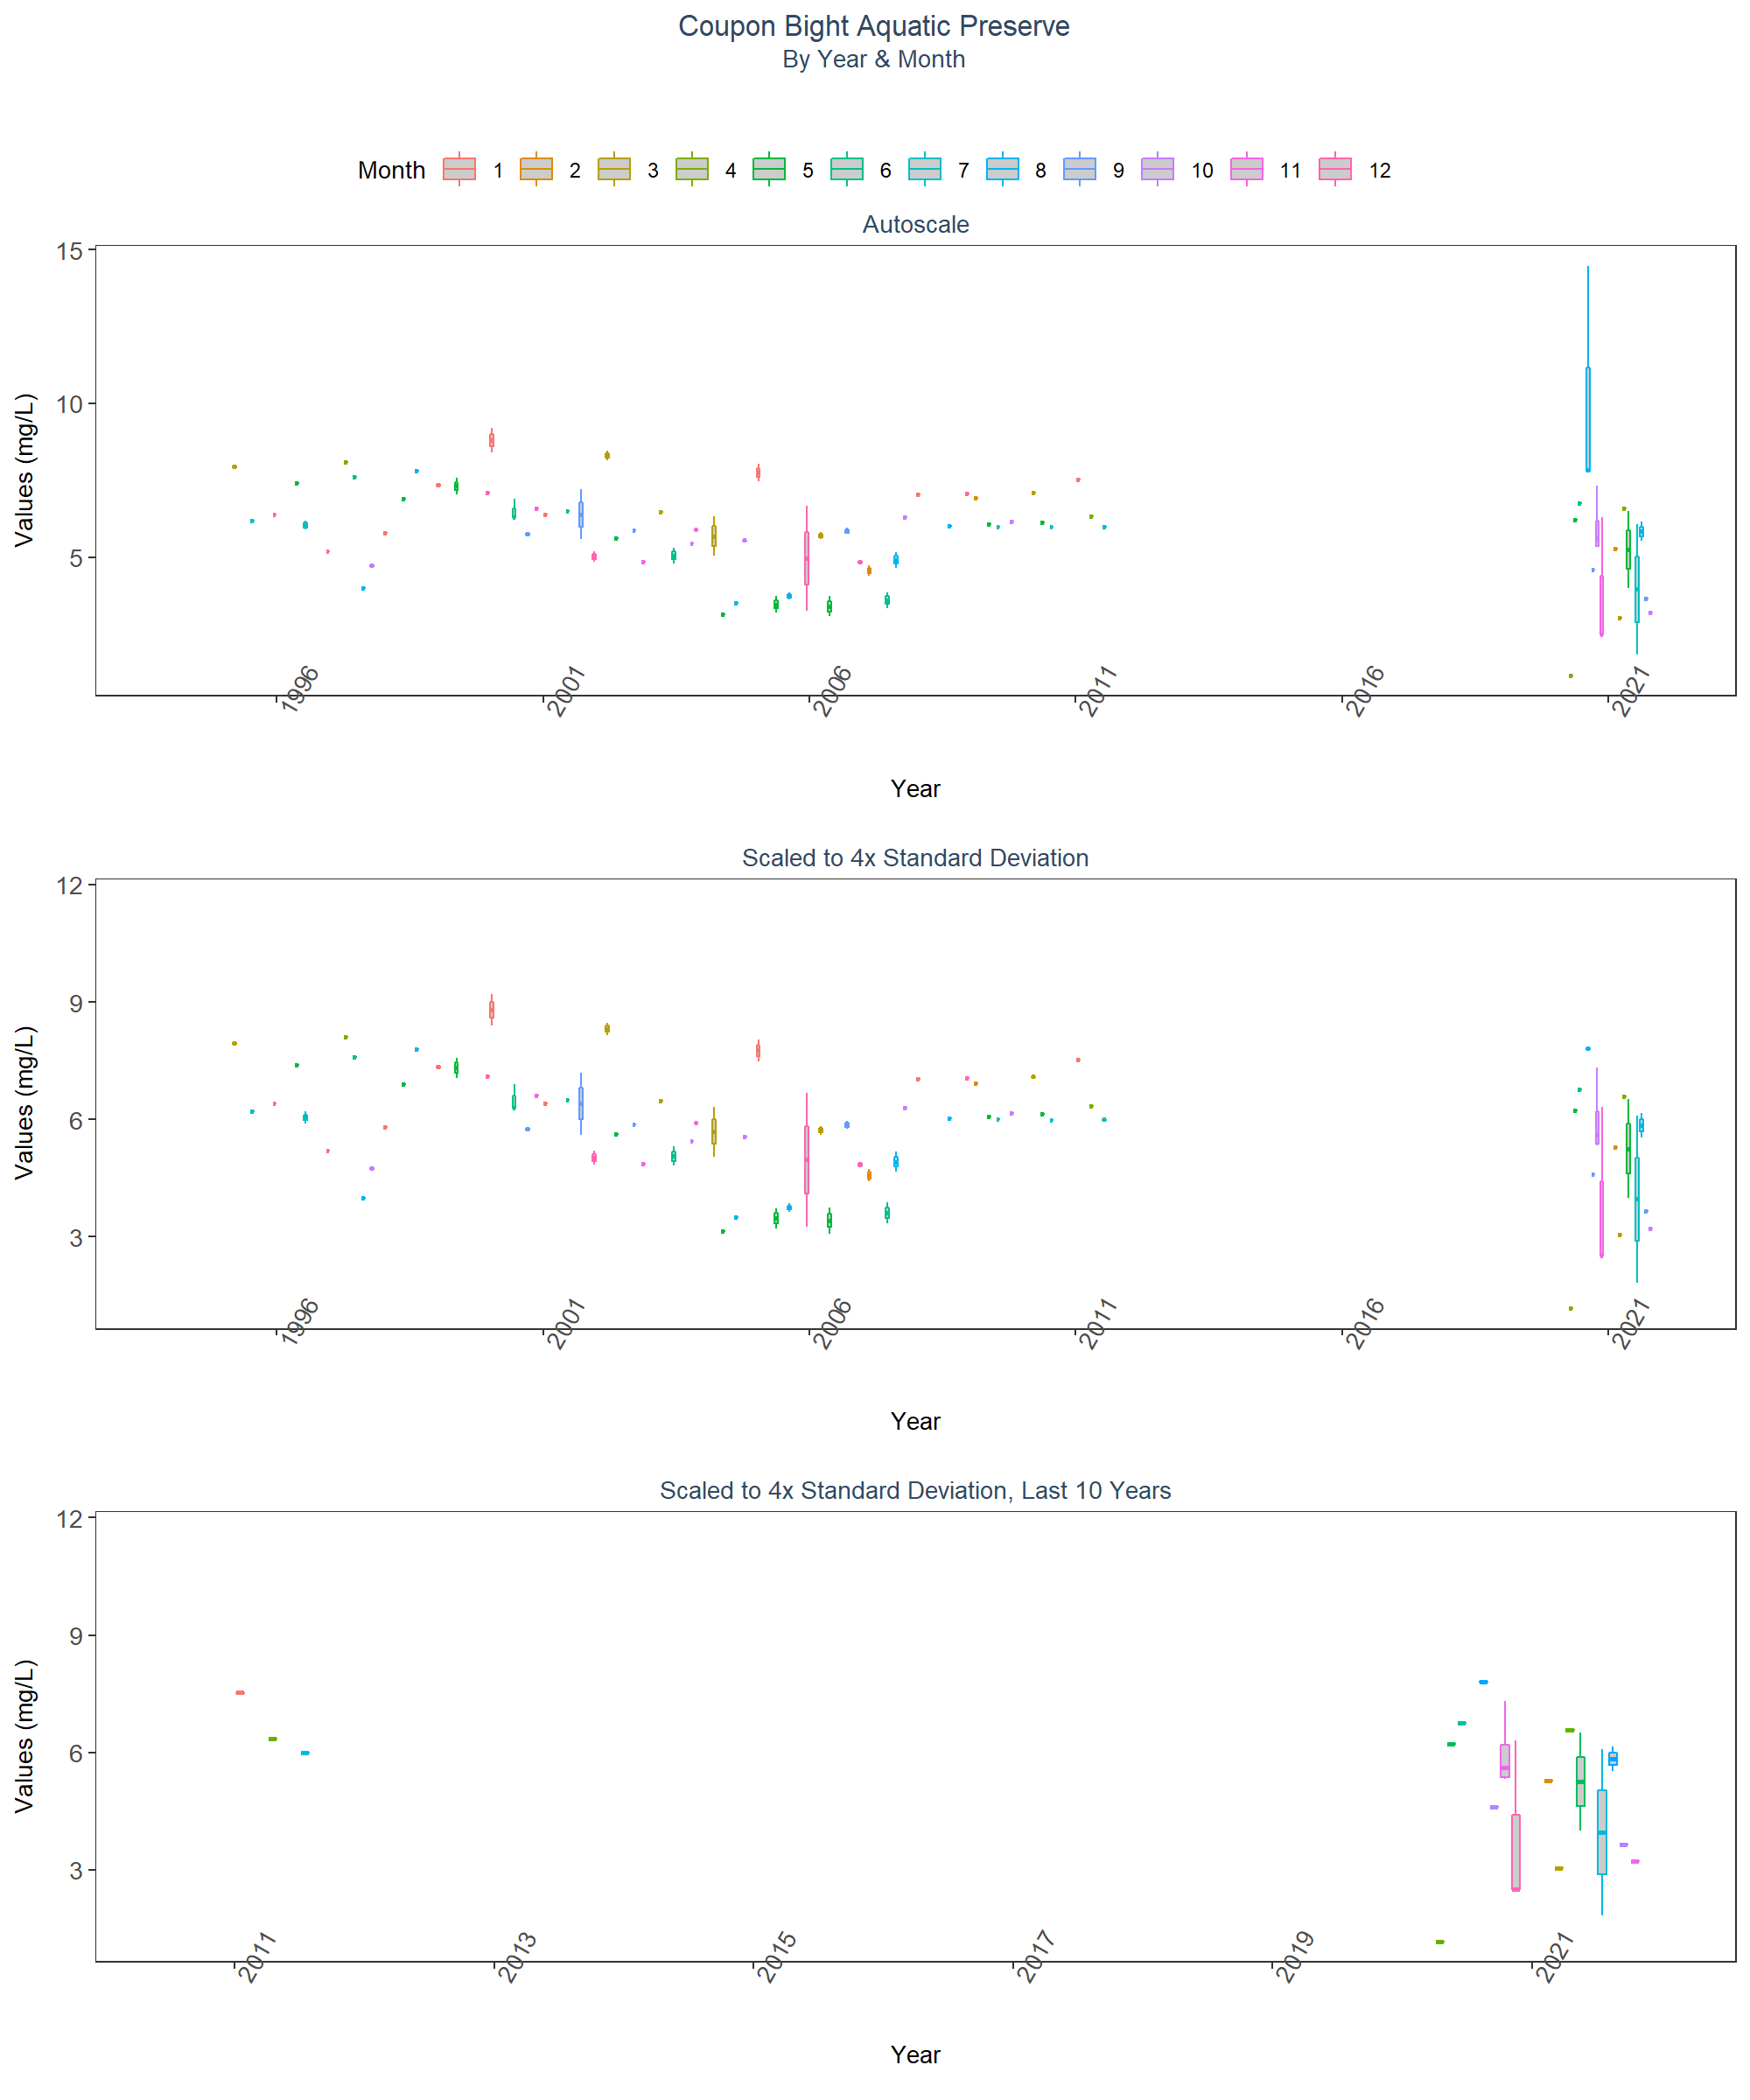 Coupon Bight Aquatic Preserve
By Year & Month
Month 1 2 3 4 5 6 7 8 9 10 11 12
Autoscale
Values (mg/L)
15
10
5
1996 2001 2006 2011 2016 2021
Year
Scaled to 4x Standard Deviation
Values (mg/L)
12
9
6
3
1996 2001 2006 2011 2016 2021
Year
Scaled to 4x Standard Deviation, Last 10 Years
Values (mg/L)
12
9
6
3
2011 2013 2015 2017 2019 2021
Year